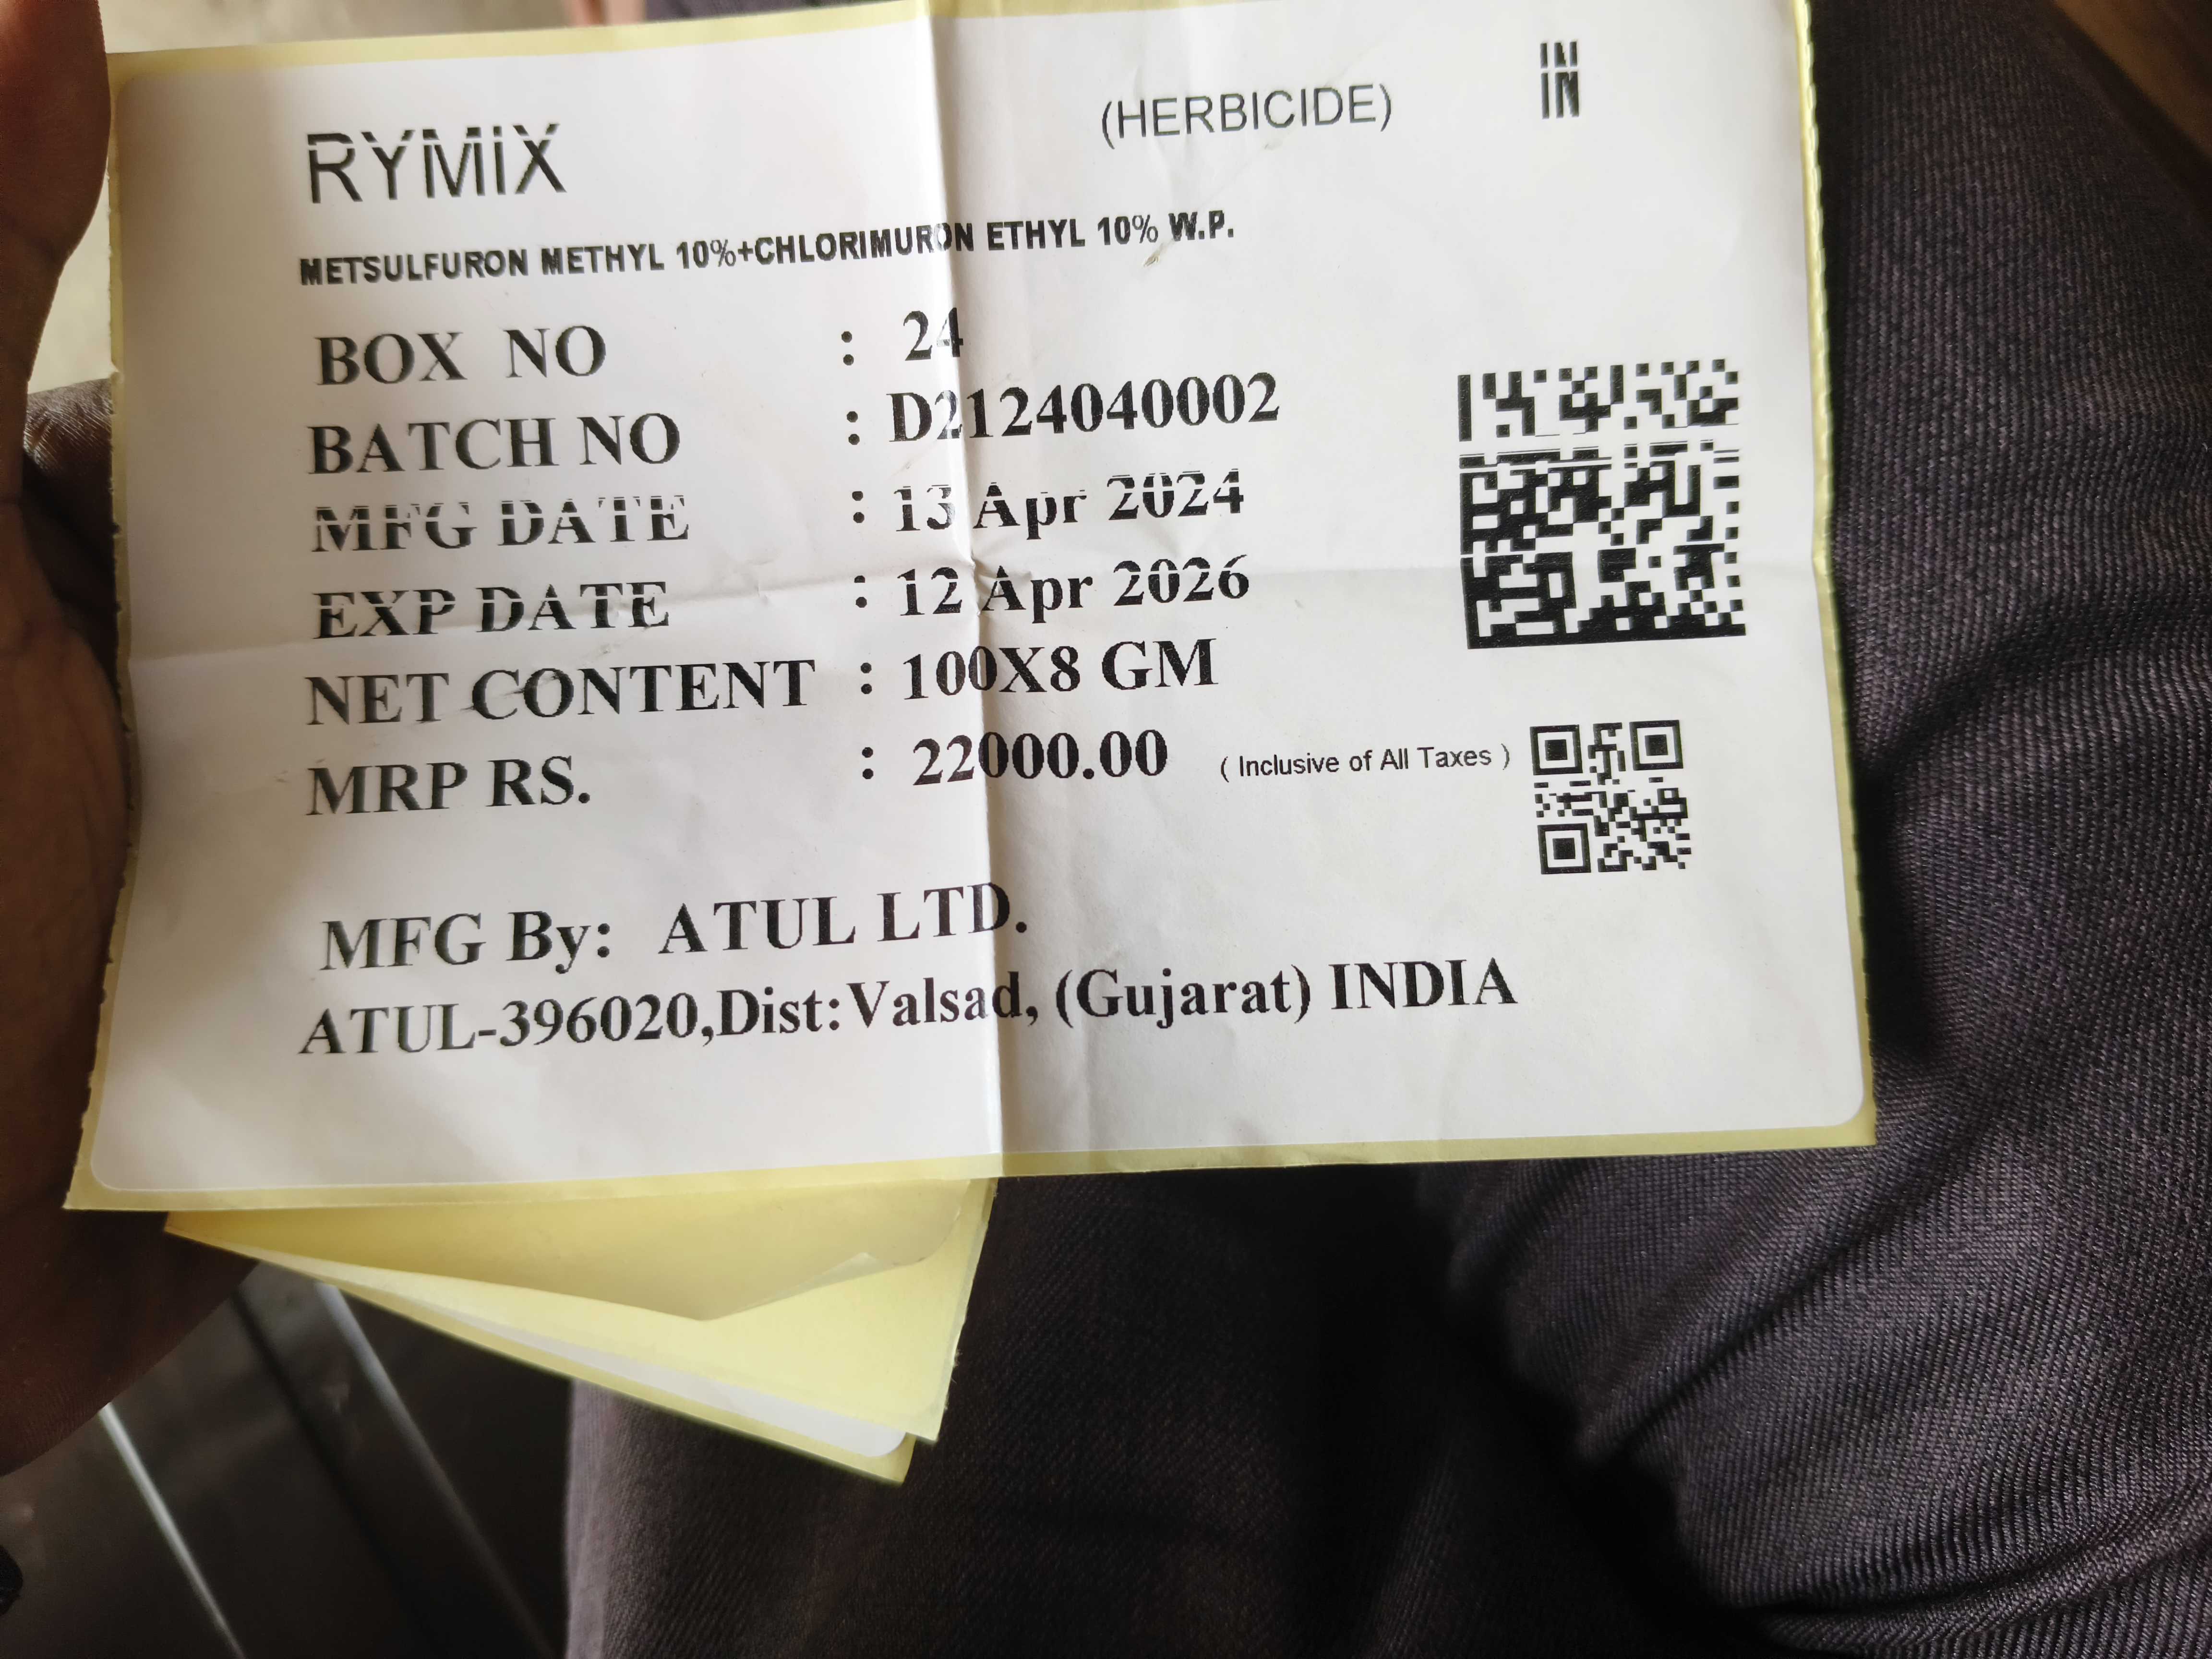 RYMIX
(HERBICIDE)
IN
IN
METSULFURON METHYL 10%+CHLORIMURON ETHYL 10% W.P.
BOX NO : 24
BATCH NO : D2124040002
MFG DATE : 13 Apr 2024
EXP DATE : 12 Apr 2026
NET CONTENT : 100X8 GM
MRP RS. : 22000.00 ( Inclusive of All Taxes )
MFG By: ATUL LTD.
ATUL-396020,Dist:Valsad, (Gujarat) INDIA